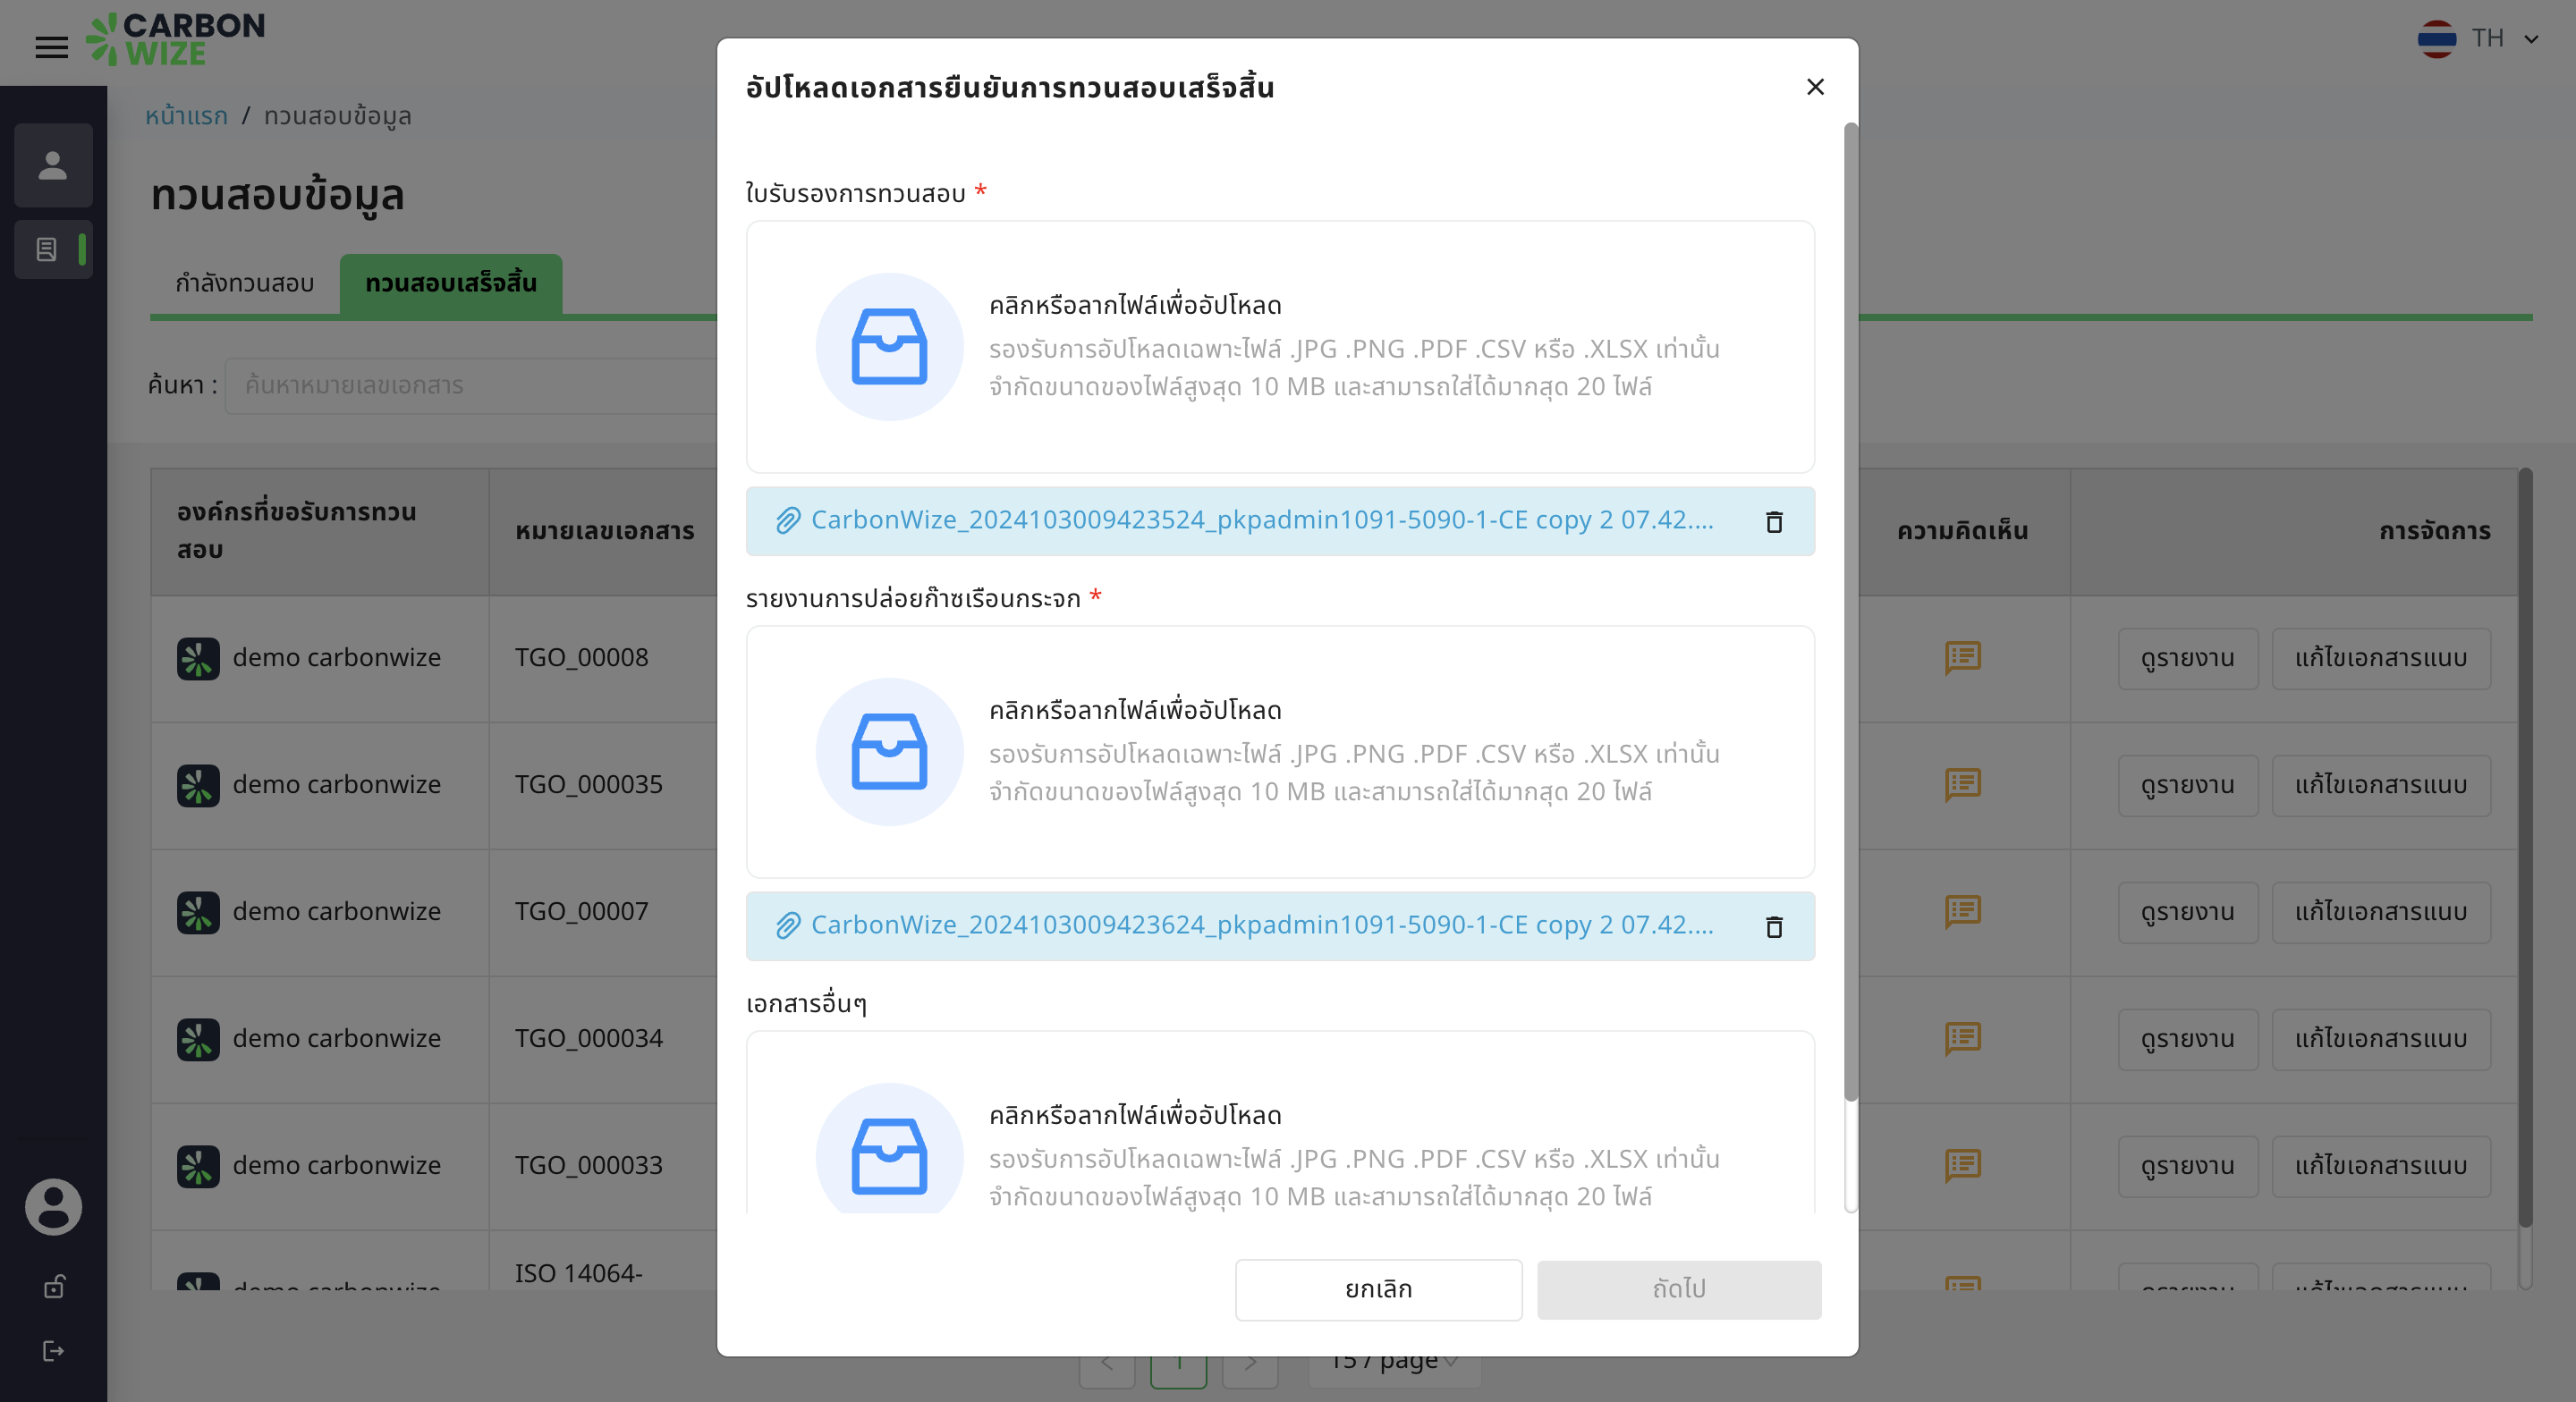 CARBON
WIZE
TH
หน้าแรก / ทวนสอบข้อมูล
ทวนสอบข้อมูล
กำลังทวนสอบ
ทวนสอบเสร็จสิ้น
ค้นหา :
ค้นหาหมายเลขเอกสาร
องค์กรที่ขอรับการทวน
สอบ
หมายเลขเอกสาร
ความคิดเห็น
การจัดการ
demo carbonwize
TGO_00008
ดูรายงาน
แก้ไขเอกสารแนบ
demo carbonwize
TGO_000035
ดูรายงาน
แก้ไขเอกสารแนบ
demo carbonwize
TGO_00007
ดูรายงาน
แก้ไขเอกสารแนบ
demo carbonwize
TGO_000034
ดูรายงาน
แก้ไขเอกสารแนบ
demo carbonwize
TGO_000033
ดูรายงาน
แก้ไขเอกสารแนบ
demo carbonwize
ISO 14064-
ดูรายงาน
แก้ไขเอกสารแนบ
1
15 / page
อัปโหลดเอกสารยืนยันการทวนสอบเสร็จสิ้น
ใบรับรองการทวนสอบ *
คลิกหรือลากไฟล์เพื่ออัปโหลด
รองรับการอัปโหลดเฉพาะไฟล์ .JPG .PNG .PDF .CSV หรือ .XLSX เท่านั้น
จำกัดขนาดของไฟล์สูงสุด 10 MB และสามารถใส่ได้มากสุด 20 ไฟล์
CarbonWize_2024103009423524_pkpadmin1091-5090-1-CE copy 2 07.42....
รายงานการปล่อยก๊าซเรือนกระจก *
คลิกหรือลากไฟล์เพื่ออัปโหลด
รองรับการอัปโหลดเฉพาะไฟล์ .JPG .PNG .PDF .CSV หรือ .XLSX เท่านั้น
จำกัดขนาดของไฟล์สูงสุด 10 MB และสามารถใส่ได้มากสุด 20 ไฟล์
CarbonWize_2024103009423624_pkpadmin1091-5090-1-CE copy 2 07.42....
เอกสารอื่นๆ
คลิกหรือลากไฟล์เพื่ออัปโหลด
รองรับการอัปโหลดเฉพาะไฟล์ .JPG .PNG .PDF .CSV หรือ .XLSX เท่านั้น
จำกัดขนาดของไฟล์สูงสุด 10 MB และสามารถใส่ได้มากสุด 20 ไฟล์
ยกเลิก
ถัดไป